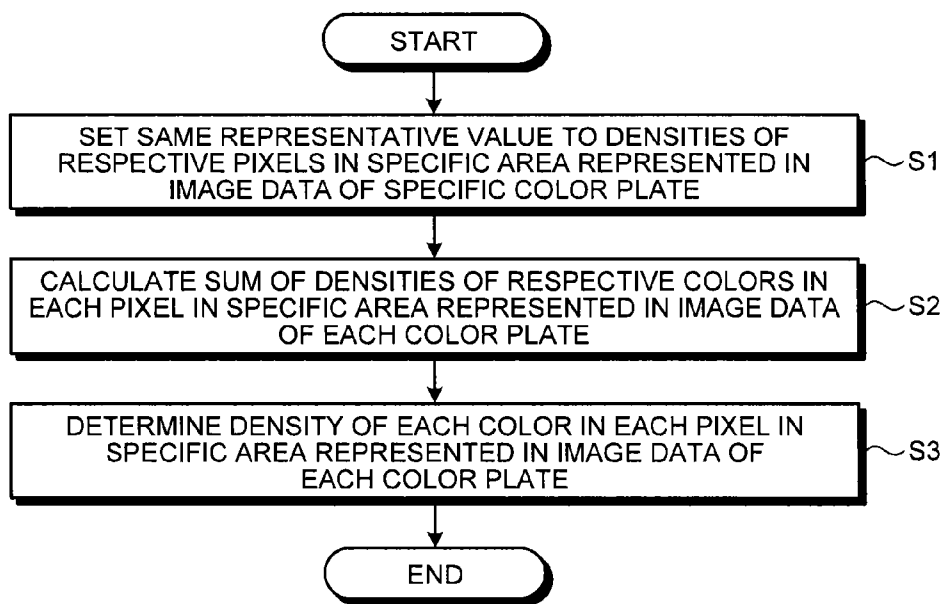 START
SET SAME REPRESENTATIVE VALUE TO DENSITIES OF
RESPECTIVE PIXELS IN SPECIFIC AREA REPRESENTED IN
IMAGE DATA OF SPECIFIC COLOR PLATE
S1
CALCULATE SUM OF DENSITIES OF RESPECTIVE COLORS IN
EACH PIXEL IN SPECIFIC AREA REPRESENTED IN IMAGE DATA
OF EACH COLOR PLATE
S2
DETERMINE DENSITY OF EACH COLOR IN EACH PIXEL IN
SPECIFIC AREA REPRESENTED IN IMAGE DATA OF
EACH COLOR PLATE
S3
END